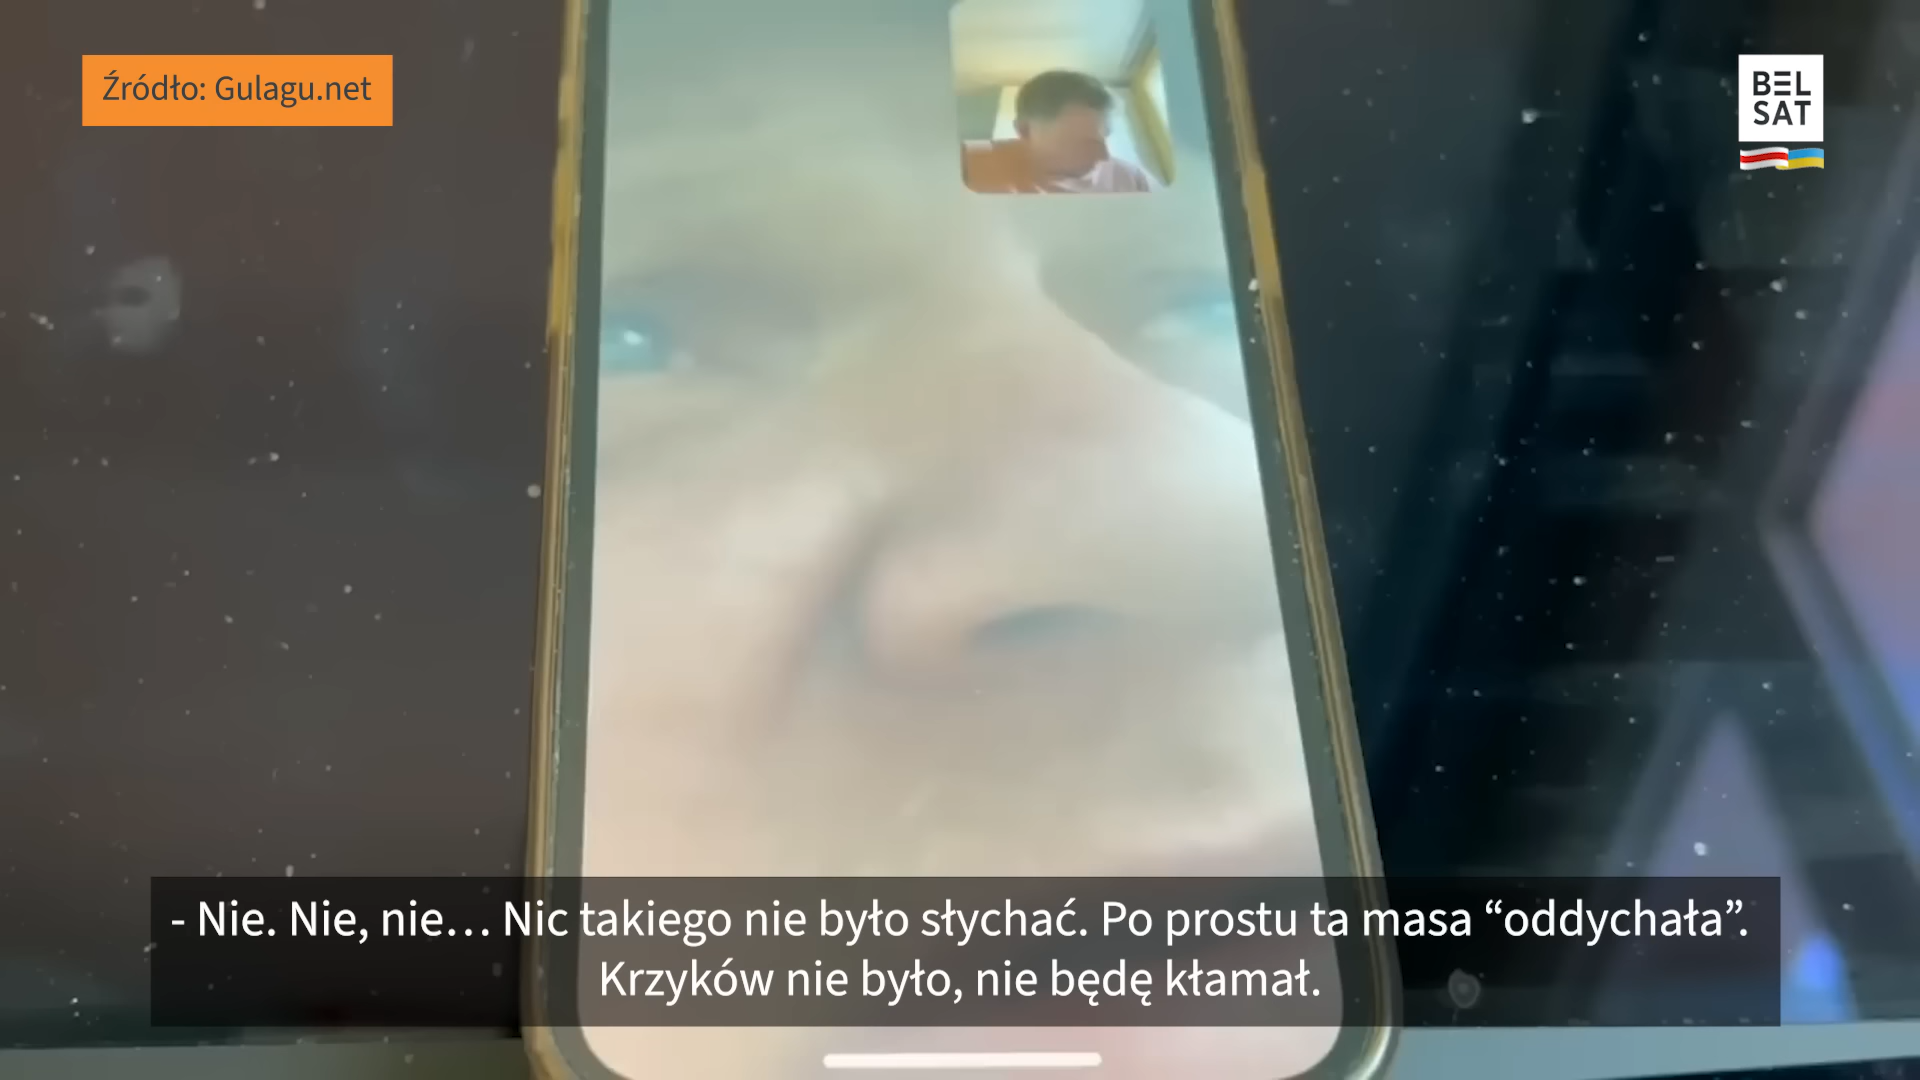 Źródło: Gulagu.net
BEL
SAT
- Nie. Nie, nie… Nic takiego nie było słychać. Po prostu ta masa “oddychała”.
Krzyków nie było, nie będę kłamał.